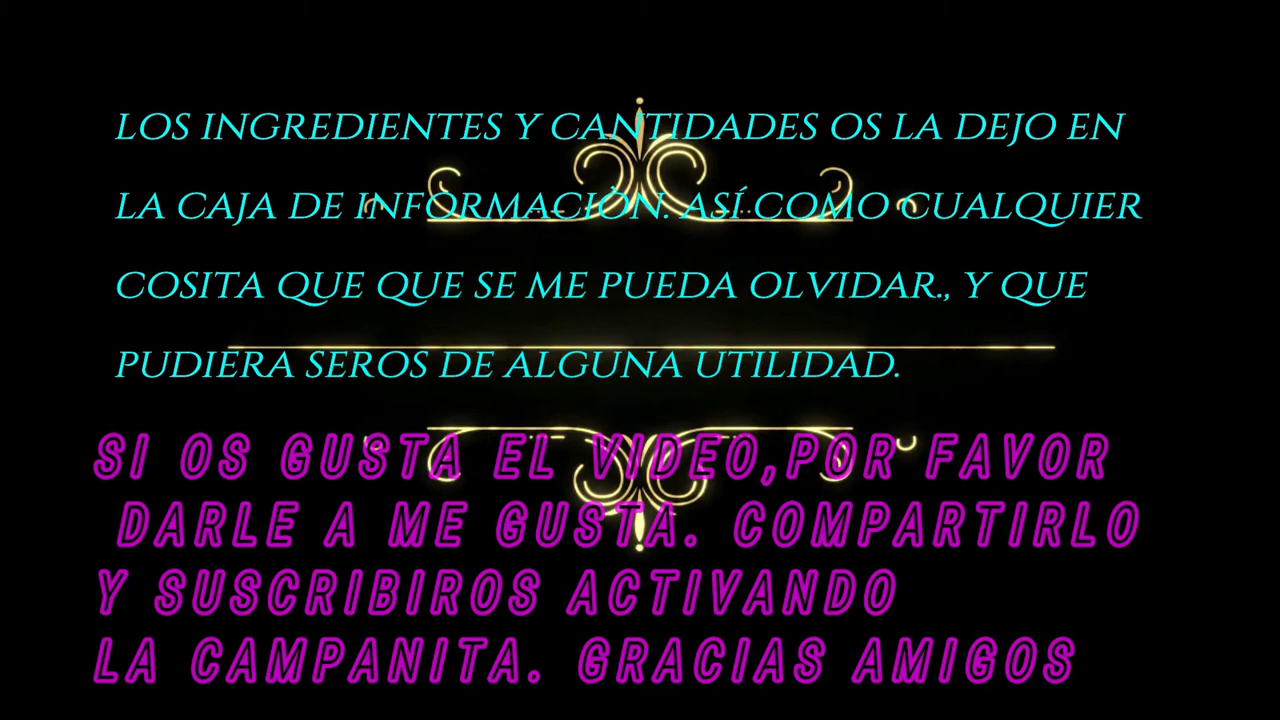 LOS INGREDIENTES Y CANTIDADES OS LA DEJO EN
LA CAJA DE INFORMACIÒN. ASÍ COMO CUALQUIER
COSITA QUE QUE SE ME PUEDA OLVIDAR., Y QUE
PUDIERA SEROS DE ALGUNA UTILIDAD.
SI OS GUSTA EL VIDEO,POR FAVOR
DARLE A ME GUSTA. COMPARTIRLO
Y SUSCRIBIROS ACTIVANDO
LA CAMPANITA. GRACIAS AMIGOS